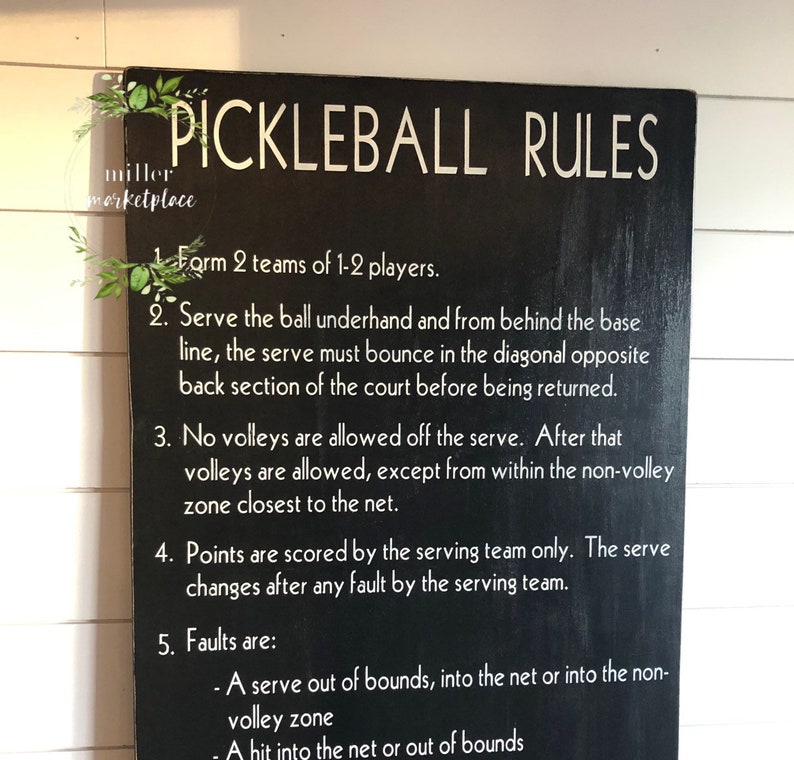 PICKLEBALL RULES
miller
marketplace
1. Form 2 teams of 1-2 players.
2. Serve the ball underhand and from behind the base
line, the serve must bounce in the diagonal opposite
back section of the court before being returned.
3. No volleys are allowed off the serve. After that
volleys are allowed, except from within the non-volley
zone closest to the net.
4. Points are scored by the serving team only. The serve
changes after any fault by the serving team.
5. Faults are:
- A serve out of bounds, into the net or into the non-
volley zone
- A hit into the net or out of bounds